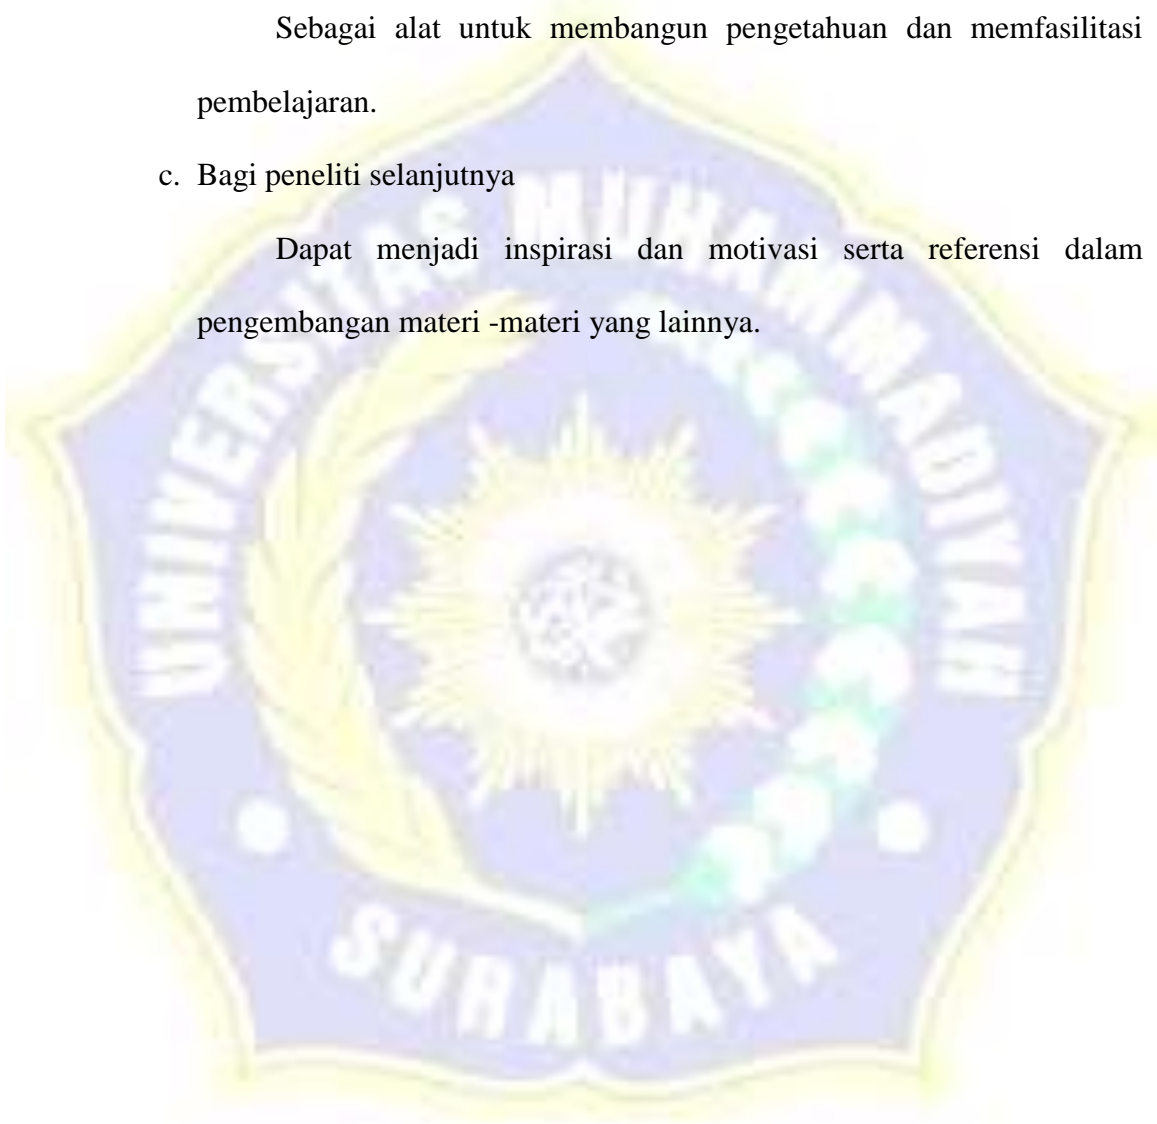 Sebagai alat untuk membangun pengetahuan dan memfasilitasi
pembelajaran.
c. Bagi peneliti selanjutnya
Dapat menjadi inspirasi dan motivasi serta referensi dalam
pengembangan materi -materi yang lainnya.
UNIVERSITAS MUHAMMADIYAH
SURABAYA